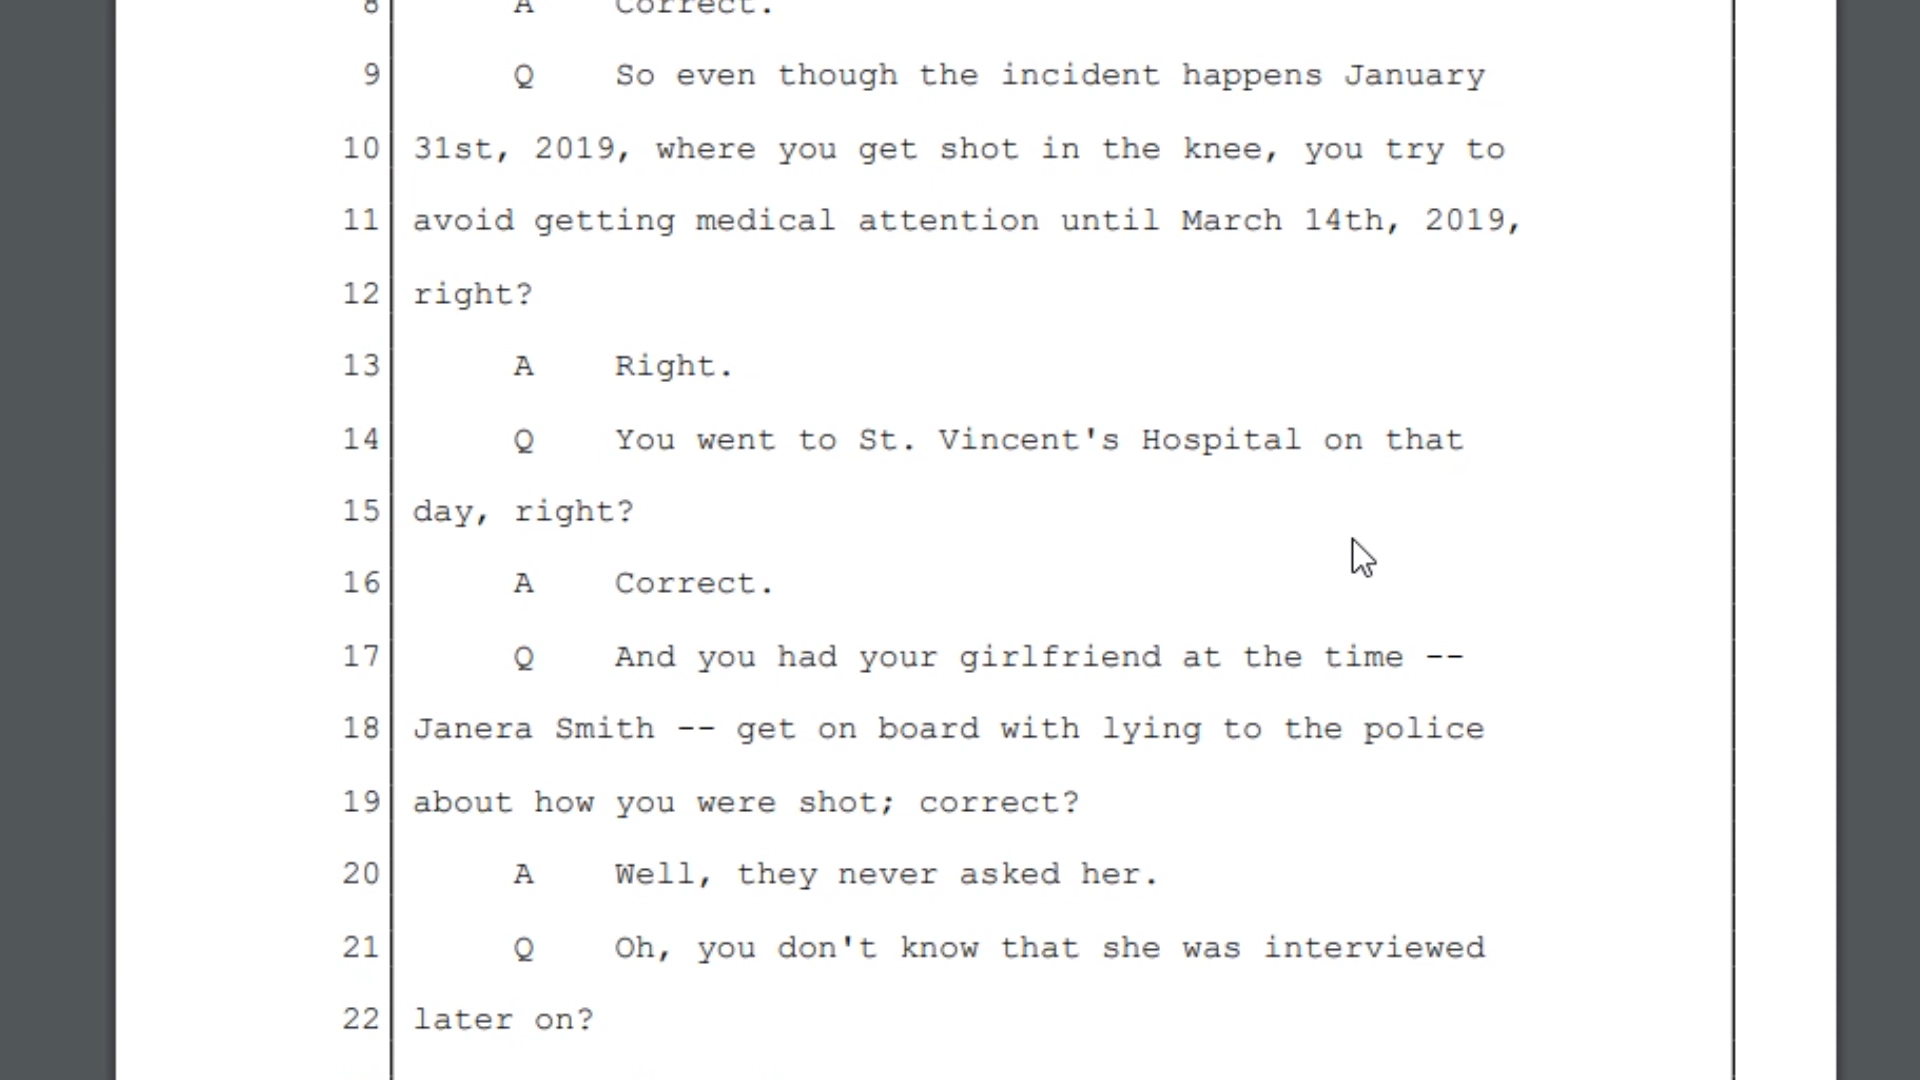 8 A Correct.
9 Q So even though the incident happens January
10 31st, 2019, where you get shot in the knee, you try to
11 avoid getting medical attention until March 14th, 2019,
12 right?
13 A Right.
14 Q You went to St. Vincent's Hospital on that
15 day, right?
16 A Correct.
17 Q And you had your girlfriend at the time --
18 Janera Smith -- get on board with lying to the police
19 about how you were shot; correct?
20 A Well, they never asked her.
21 Q Oh, you don't know that she was interviewed
22 later on?